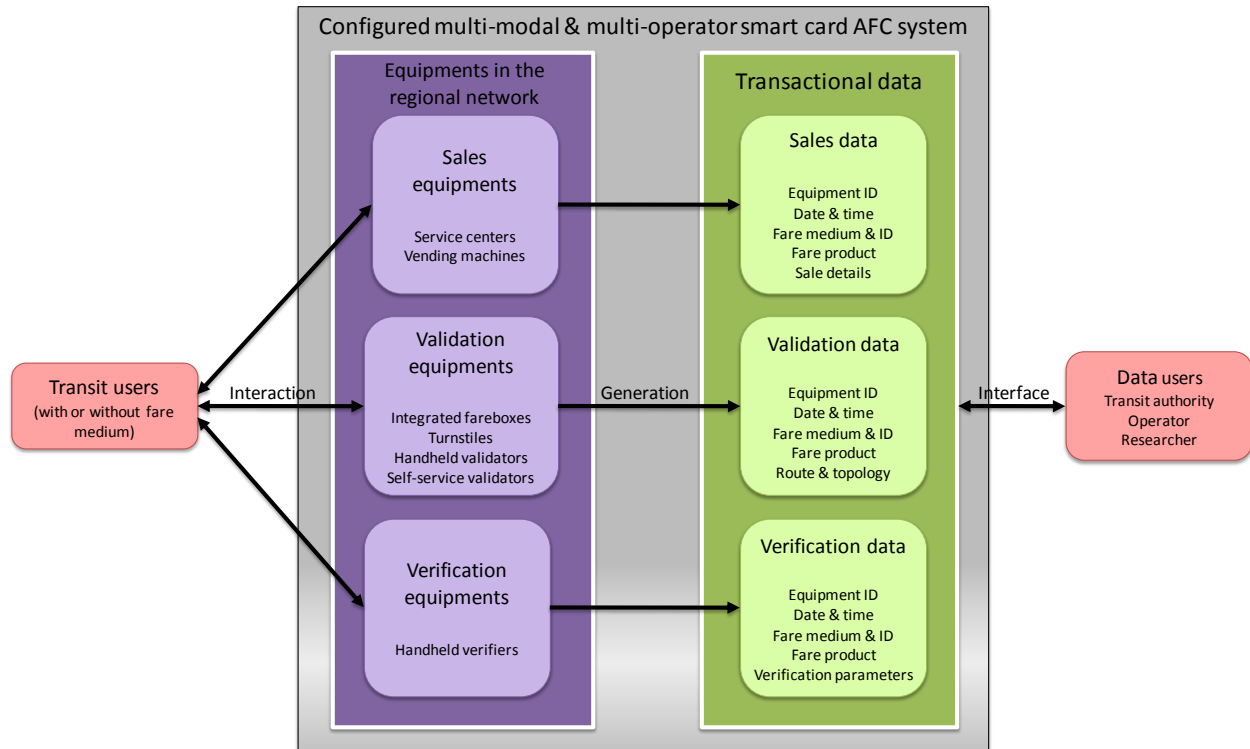 Configured multi-modal & multi-operator smart card AFC system
Equipments in the
regional network
Transactional data
Sales
equipments
Service centers
Vending machines
Sales data
Equipment ID
Date & time
Fare medium & ID
Fare product
Sale details
Transit users
(with or without fare
medium)
Interaction
Validation
equipments
Integrated fareboxes
Turnstiles
Handheld validators
Self-service validators
Generation
Validation data
Equipment ID
Date & time
Fare medium & ID
Fare product
Route & topology
Interface
Data users
Transit authority
Operator
Researcher
Verification
equipments
Handheld verifiers
Verification data
Equipment ID
Date & time
Fare medium & ID
Fare product
Verification parameters